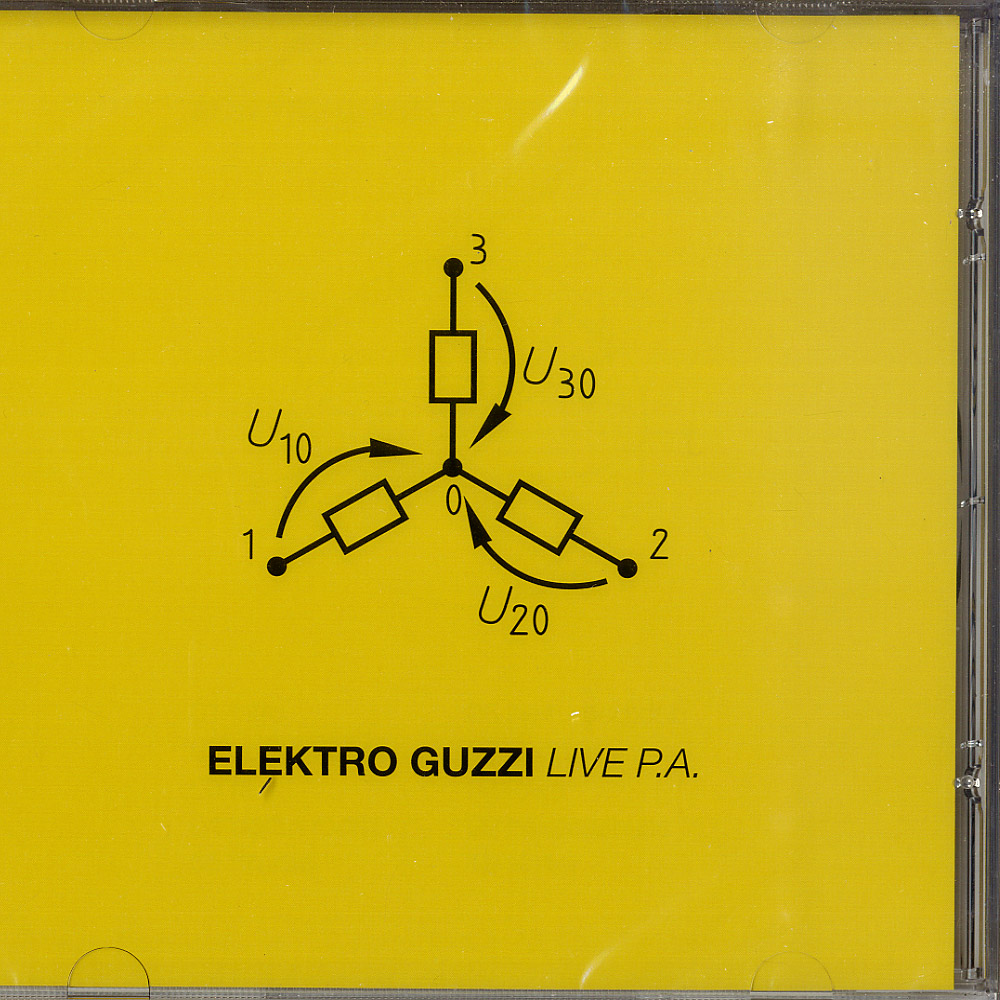 3
U30
U10
0
1
2
U20
ELEKTRO GUZZI LIVE P.A.